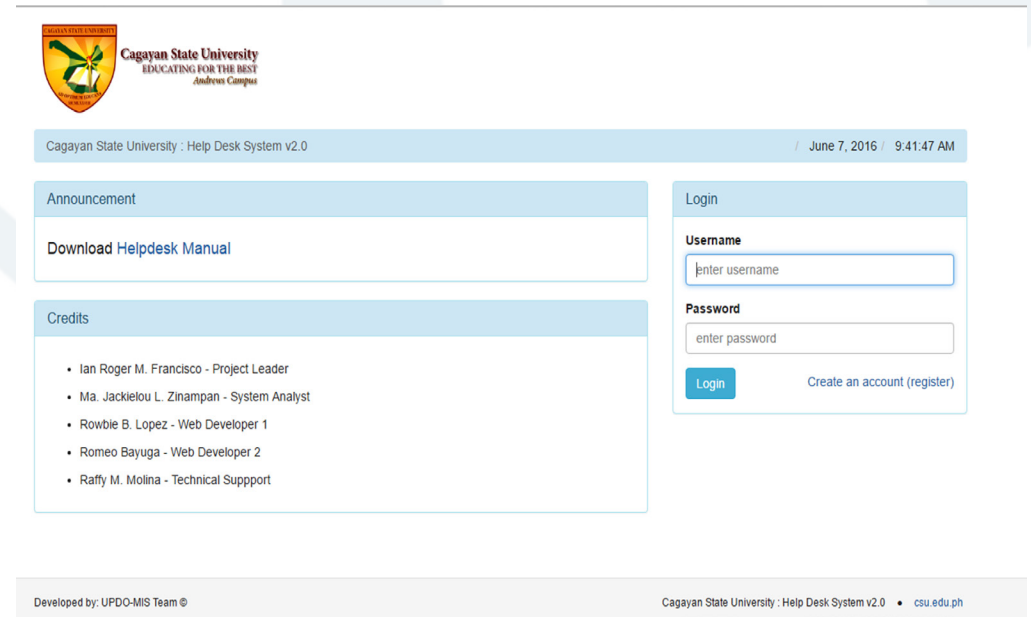 CAGAYAN STATE UNIVERSITY
Cagayan State University
EDUCATING FOR THE BEST
Andrews Campus
Cagayan State University : Help Desk System v2.0 / June 7, 2016 / 9:41:47 AM
Announcement
Download Helpdesk Manual
Credits
• Ian Roger M. Francisco - Project Leader
• Ma. Jackielou L. Zinampan - System Analyst
• Rowbie B. Lopez - Web Developer 1
• Romeo Bayuga - Web Developer 2
• Raffy M. Molina - Technical Suppport
Login
Username
enter username
Password
enter password
Login Create an account (register)
Developed by: UPDO-MIS Team © Cagayan State University : Help Desk System v2.0 • csu.edu.ph